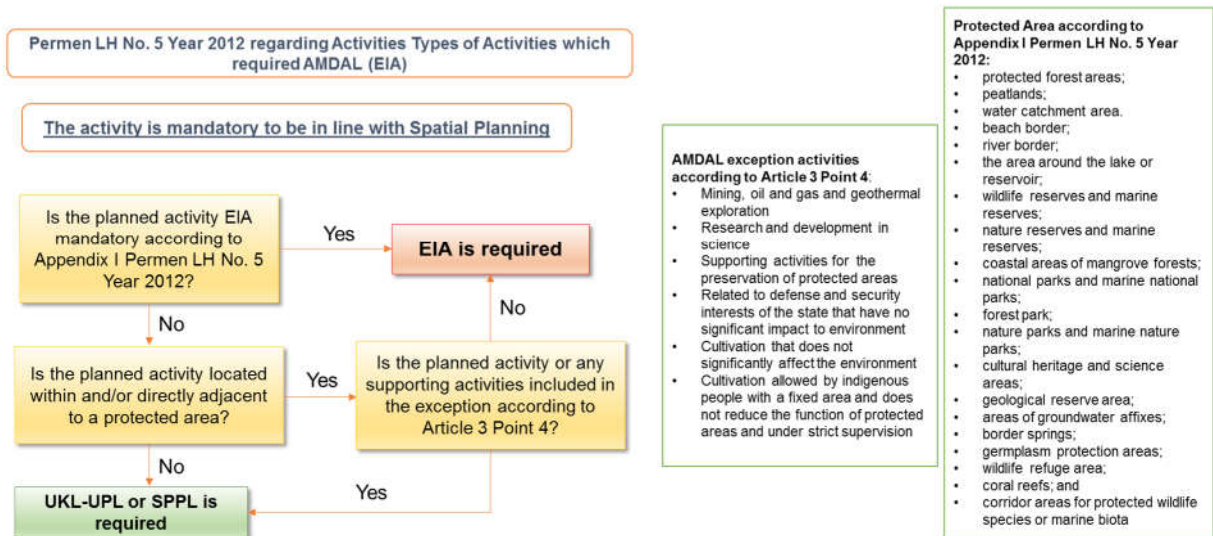 Permen LH No. 5 Year 2012 regarding Activities Types of Activities which
required AMDAL (EIA)
The activity is mandatory to be in line with Spatial Planning
Is the planned activity EIA
mandatory according to
Appendix I Permen LH No. 5
Year 2012?
Yes
EIA is required
No
No
Is the planned activity located
within and/or directly adjacent
to a protected area?
Yes
Is the planned activity or any
supporting activities included in
the exception according to
Article 3 Point 4?
No
Yes
UKL-UPL or SPPL is
required
AMDAL exception activities
according to Article 3 Point 4:
• Mining, oil and gas and geothermal
exploration
• Research and development in
science
• Supporting activities for the
preservation of protected areas
• Related to defense and security
interests of the state that have no
significant impact to environment
• Cultivation that does not
significantly affect the environment
• Cultivation allowed by indigenous
people with a fixed area and does
not reduce the function of protected
areas and under strict supervision
Protected Area according to
Appendix I Permen LH No. 5 Year
2012:
• protected forest areas;
• peatlands;
• water catchment area.
• beach border;
• river border;
• the area around the lake or
reservoir;
• wildlife reserves and marine
reserves;
• nature reserves and marine
reserves;
• coastal areas of mangrove forests;
• national parks and marine national
parks;
• forest park;
• nature parks and marine nature
parks;
• cultural heritage and science
areas;
• geological reserve area;
• areas of groundwater affixes;
• border springs;
• germplasm protection areas;
• wildlife refuge area;
• coral reefs; and
• corridor areas for protected wildlife
species or marine biota